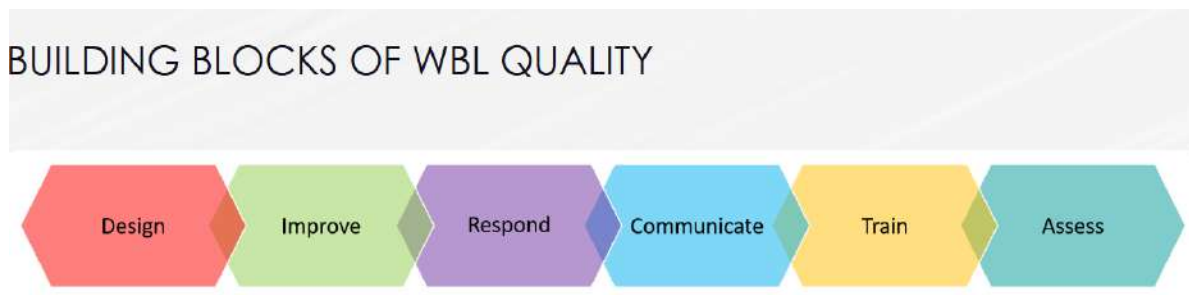 BUILDING BLOCKS OF WBL QUALITY
Design Improve Respond Communicate Train Assess